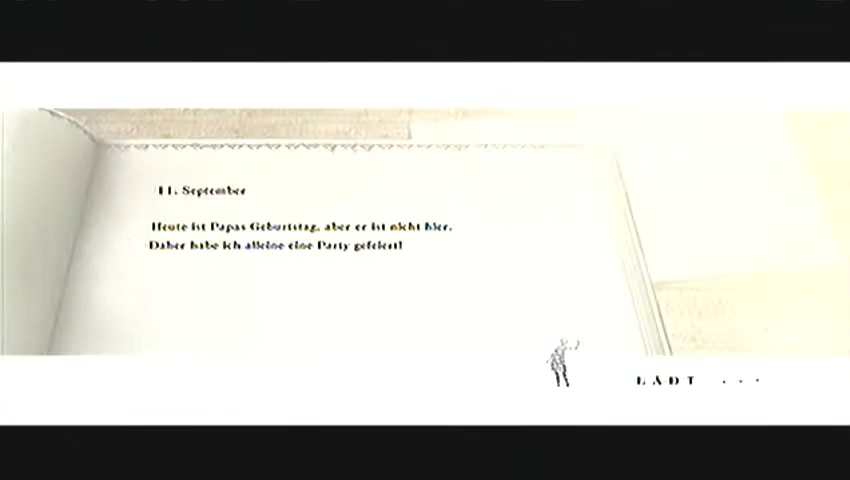 11. September
Heute ist Papas Geburtstag, aber er ist nicht hier.
Daher habe ich alleine eine Party gefeiert!
LÄDT . . .